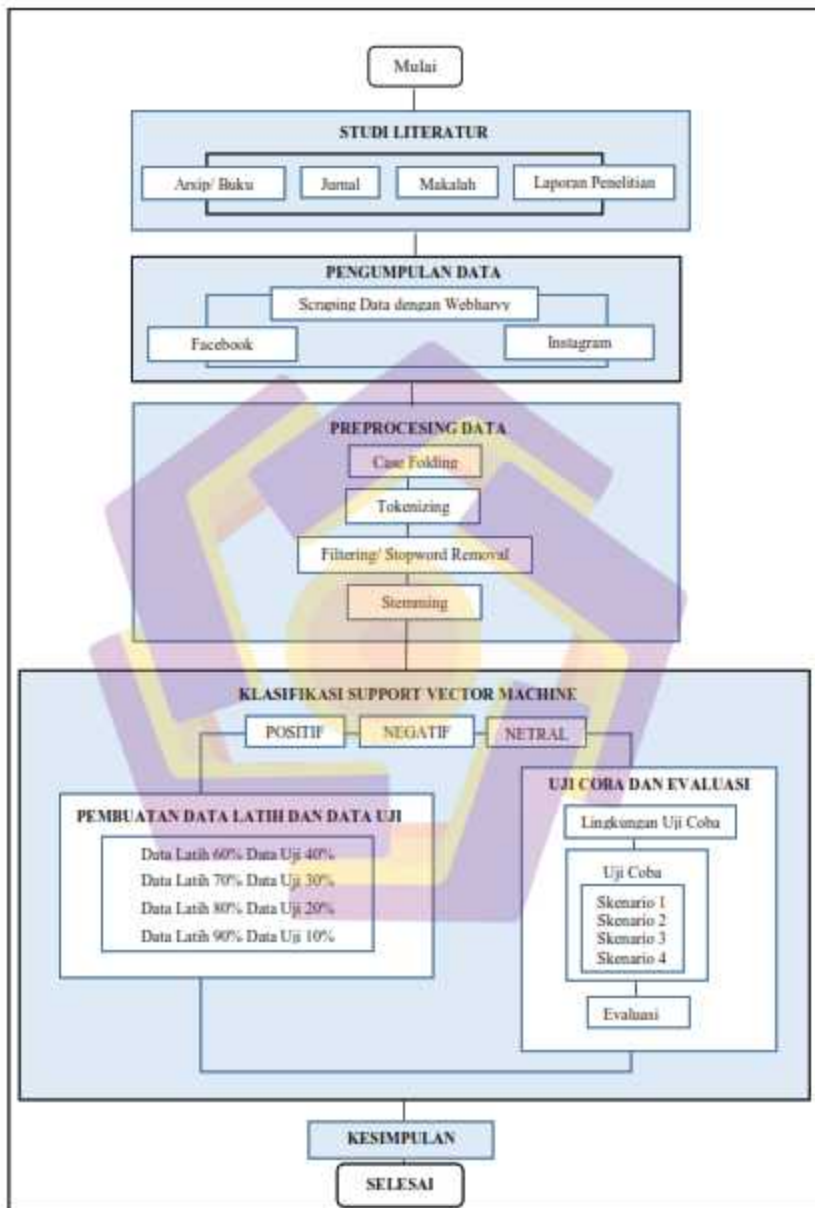 Mulai
STUDI LITERATUR
Arsip/ Buku
Jurnal
Makalah
Laporan Penelitian
PENGUMPULAN DATA
Scraping Data dengan Webharvy
Facebook
Instagram
PREPROCESING DATA
Case Folding
Tokenizing
Filtering/ Stopword Removal
Stemming
KLASIFIKASI SUPPORT VECTOR MACHINE
POSITIF
NEGATIF
NETRAL
PEMBUATAN DATA LATIH DAN DATA UJI
Data Latih 60% Data Uji 40%
Data Latih 70% Data Uji 30%
Data Latih 80% Data Uji 20%
Data Latih 90% Data Uji 10%
UJI COBA DAN EVALUASI
Lingkungan Uji Coba
Uji Coba
Skenario 1
Skenario 2
Skenario 3
Skenario 4
Evaluasi
KESIMPULAN
SELESAI